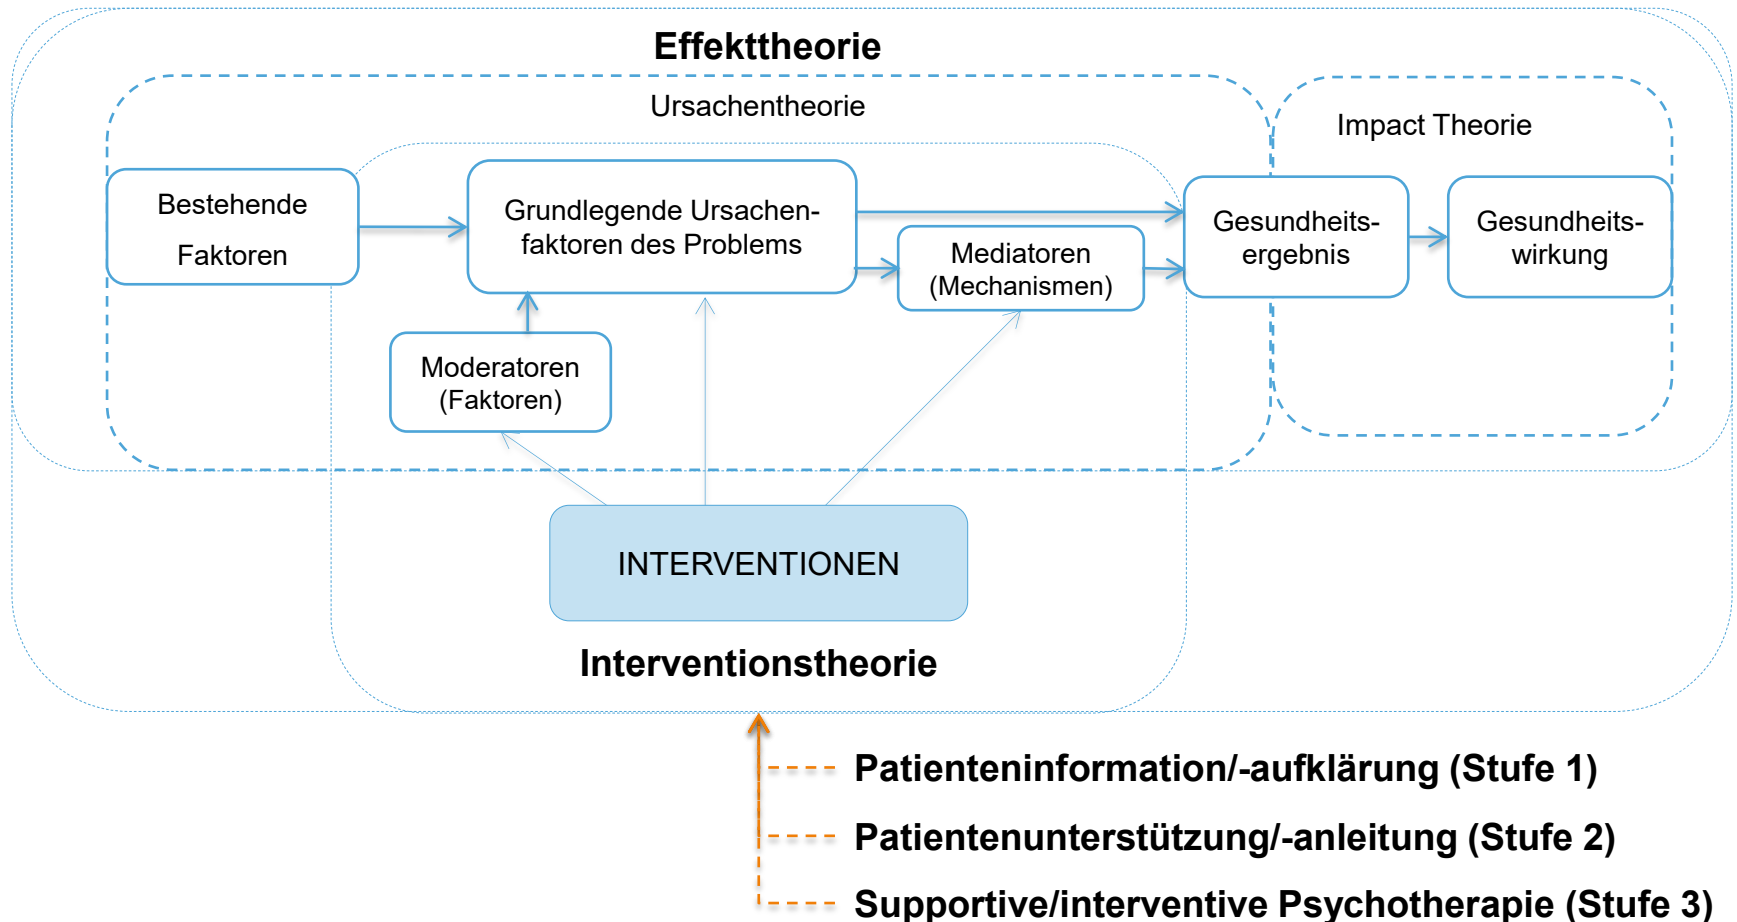 Effekttheorie
Ursachentheorie
Impact Theorie
Bestehende
Faktoren
Grundlegende Ursachen-
faktoren des Problems
Mediatoren
(Mechanismen)
Gesundheits-
ergebnis
Gesundheits-
wirkung
Moderatoren
(Faktoren)
INTERVENTIONEN
Interventionstheorie
Patienteninformation/-aufklärung (Stufe 1)
Patientenunterstützung/-anleitung (Stufe 2)
Supportive/interventive Psychotherapie (Stufe 3)